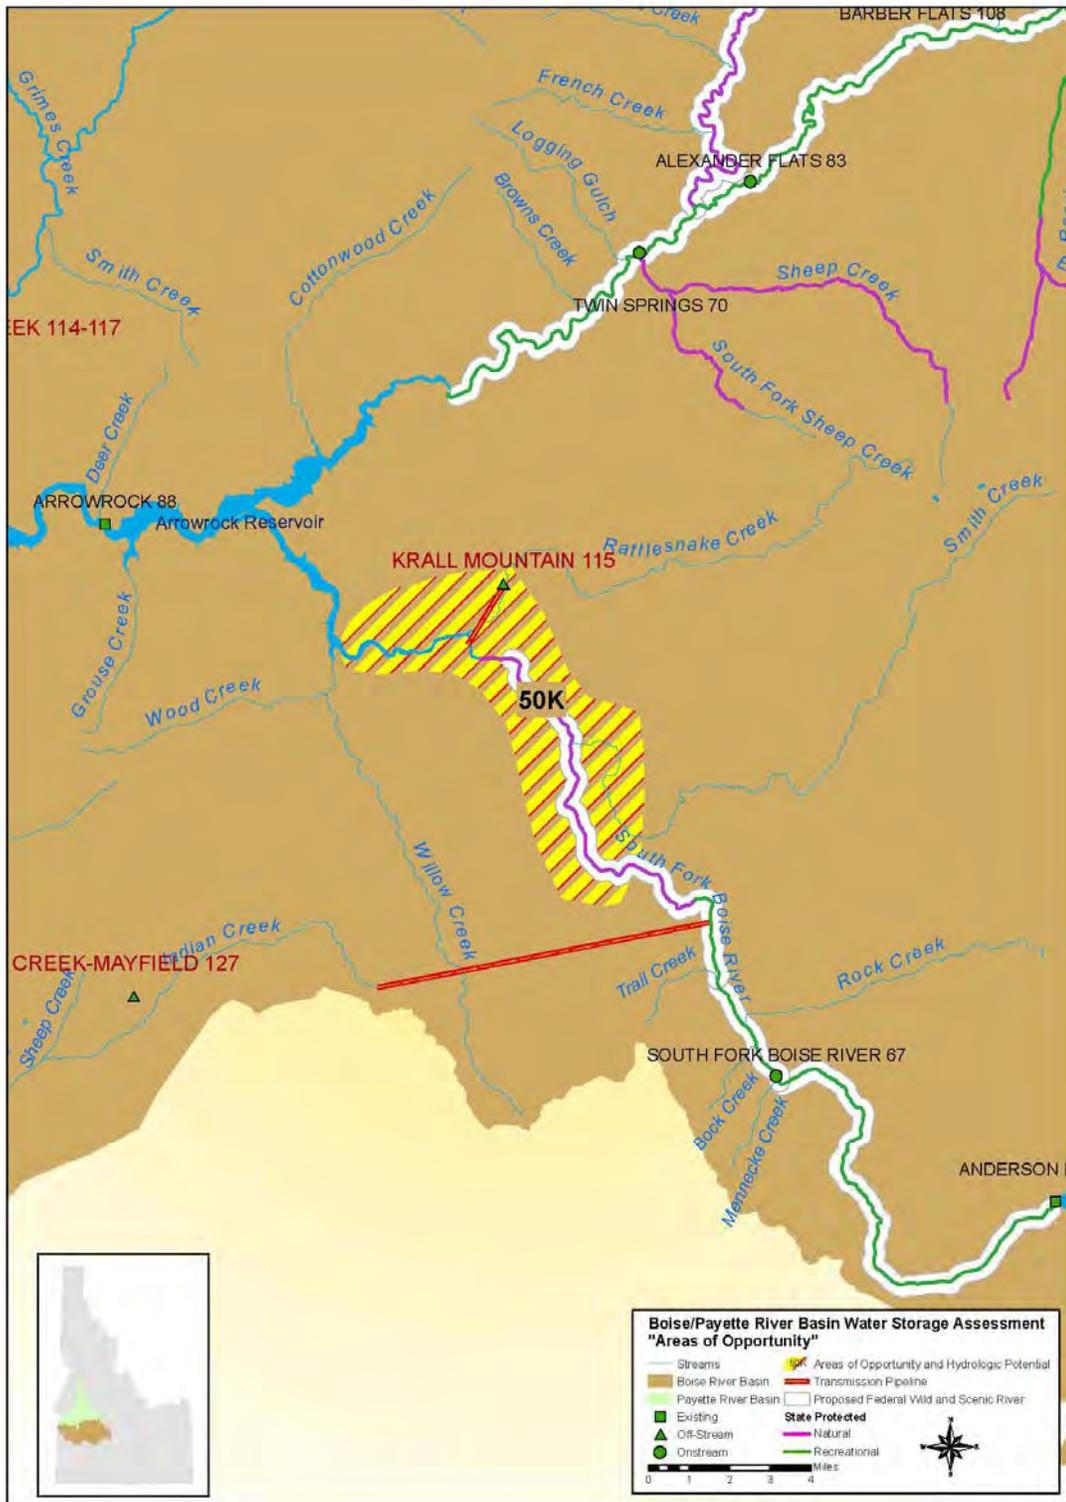 BARBER FLATS 108
Creek
French Creek
Grimes Creek
Logging Gulch
ALEXANDER FLATS 83
Browns Creek
Cottonwood Creek
Smith Creek
Sheep Creek
TWIN SPRINGS 70
EEK 114-117
South Fork Sheep Creek
Deer Creek
ARROWROCK 88
Arrowrock Reservoir
Smith Creek
Rattlesnake Creek
KRALL MOUNTAIN 115
Grouse Creek
Wood Creek
50K
South Fork Boise River
Willow Creek
Indian Creek
CREEK-MAYFIELD 127
Sheep Creek
Trail Creek
Rock Creek
SOUTH FORK BOISE RIVER 67
Bock Creek
Mennecke Creek
ANDERSON
Boise/Payette River Basin Water Storage Assessment
"Areas of Opportunity"
Streams
Boise River Basin
Payette River Basin
Existing
Off-Stream
Onstream
50K Areas of Opportunity and Hydrologic Potential
Transmission Pipeline
Proposed Federal Wild and Scenic River
State Protected
Natural
Recreational
Miles
0 1 2 3 4
N
W E
S